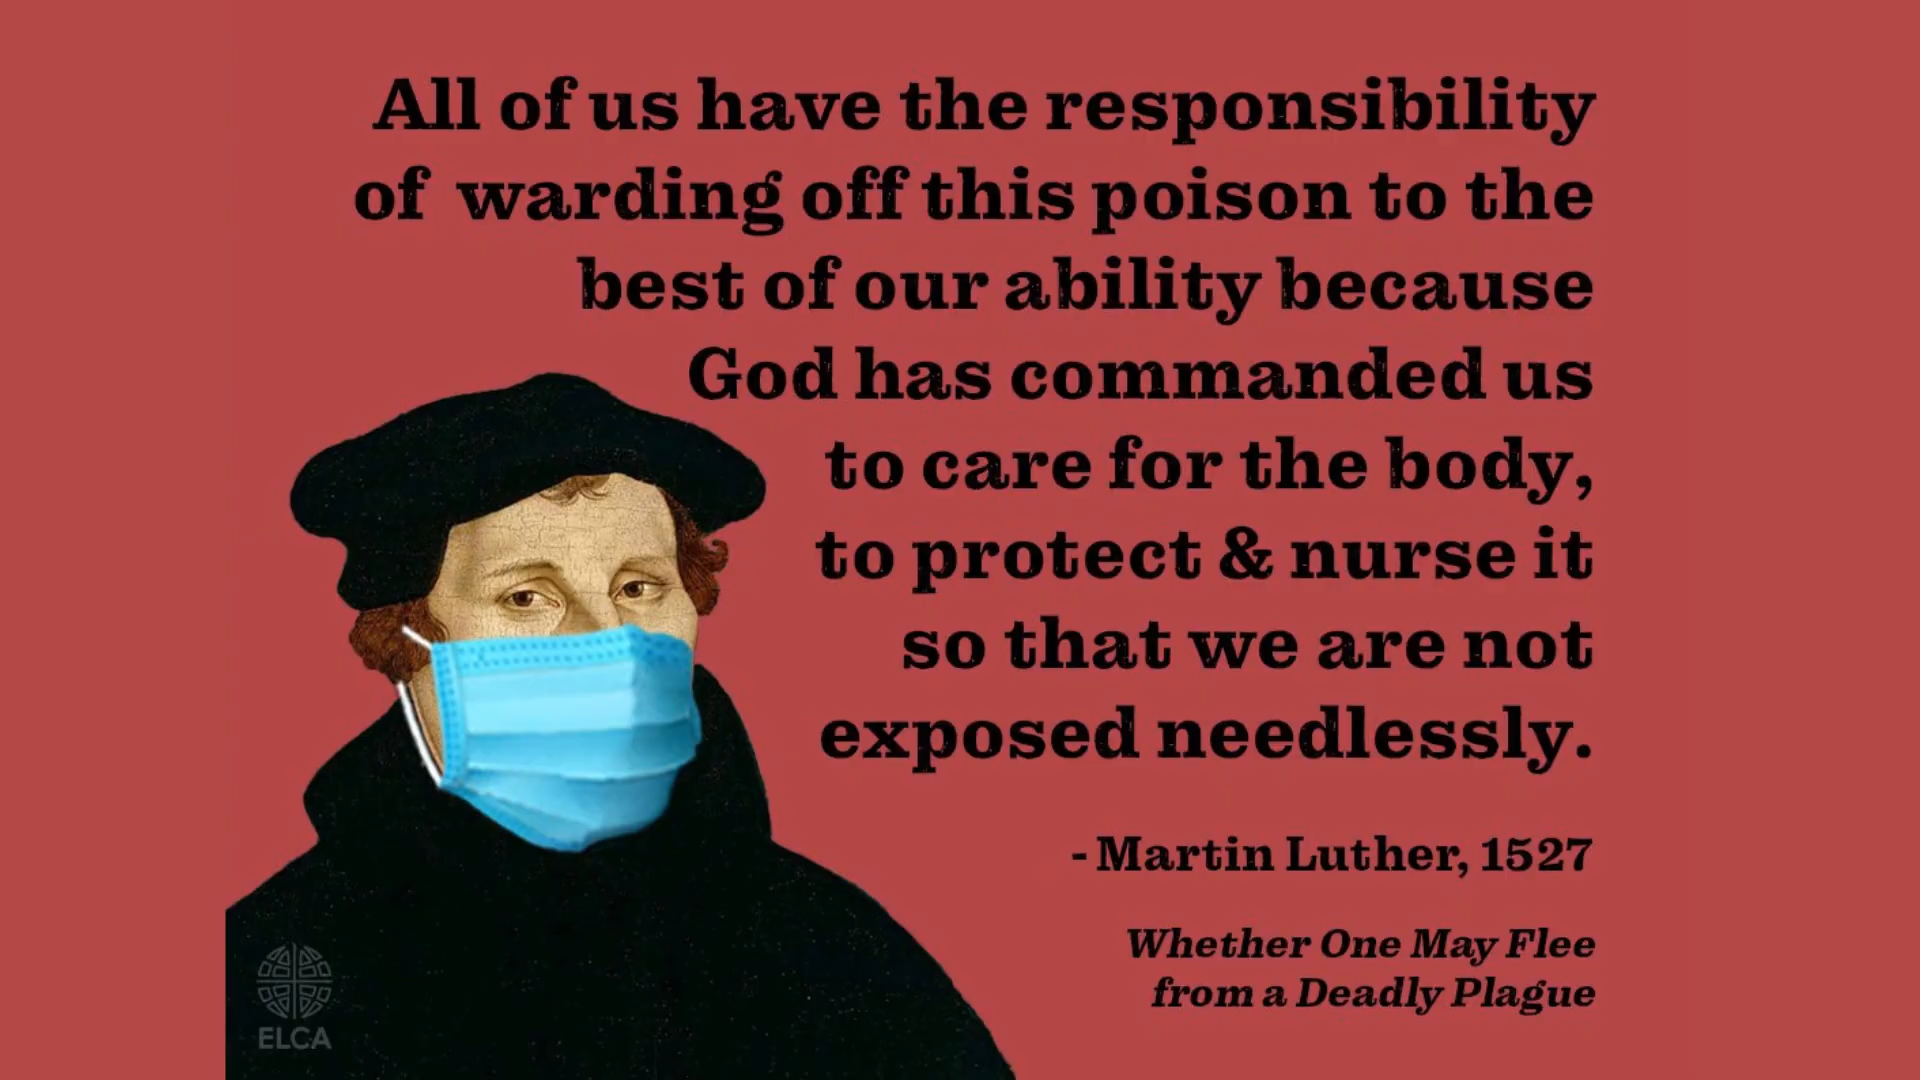 All of us have the responsibility
of warding off this poison to the
best of our ability because
God has commanded us
to care for the body,
to protect & nurse it
so that we are not
exposed needlessly.
- Martin Luther, 1527
Whether One May Flee
from a Deadly Plague
ELCA